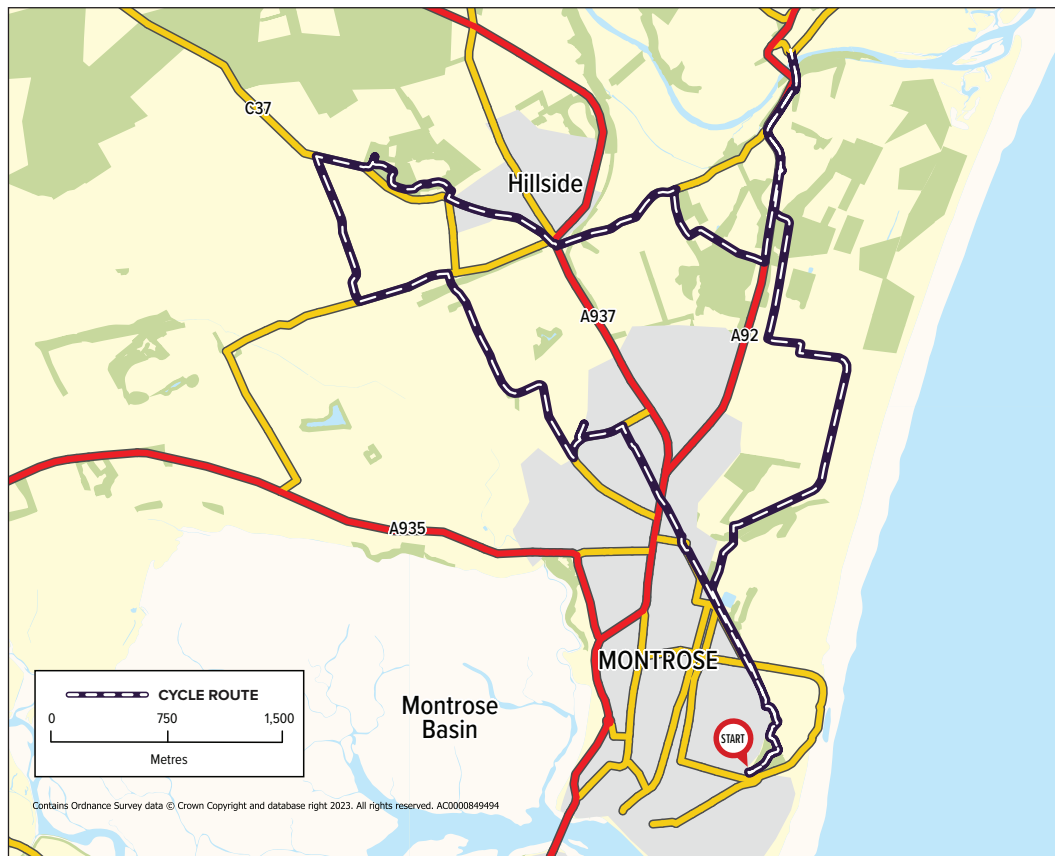 C37
Hillside
A937
A92
A935
MONTROSE
Montrose
Basin
START
CYCLE ROUTE
0 750 1,500
Metres
Contains Ordnance Survey data © Crown Copyright and database right 2023. All rights reserved. AC0000849494